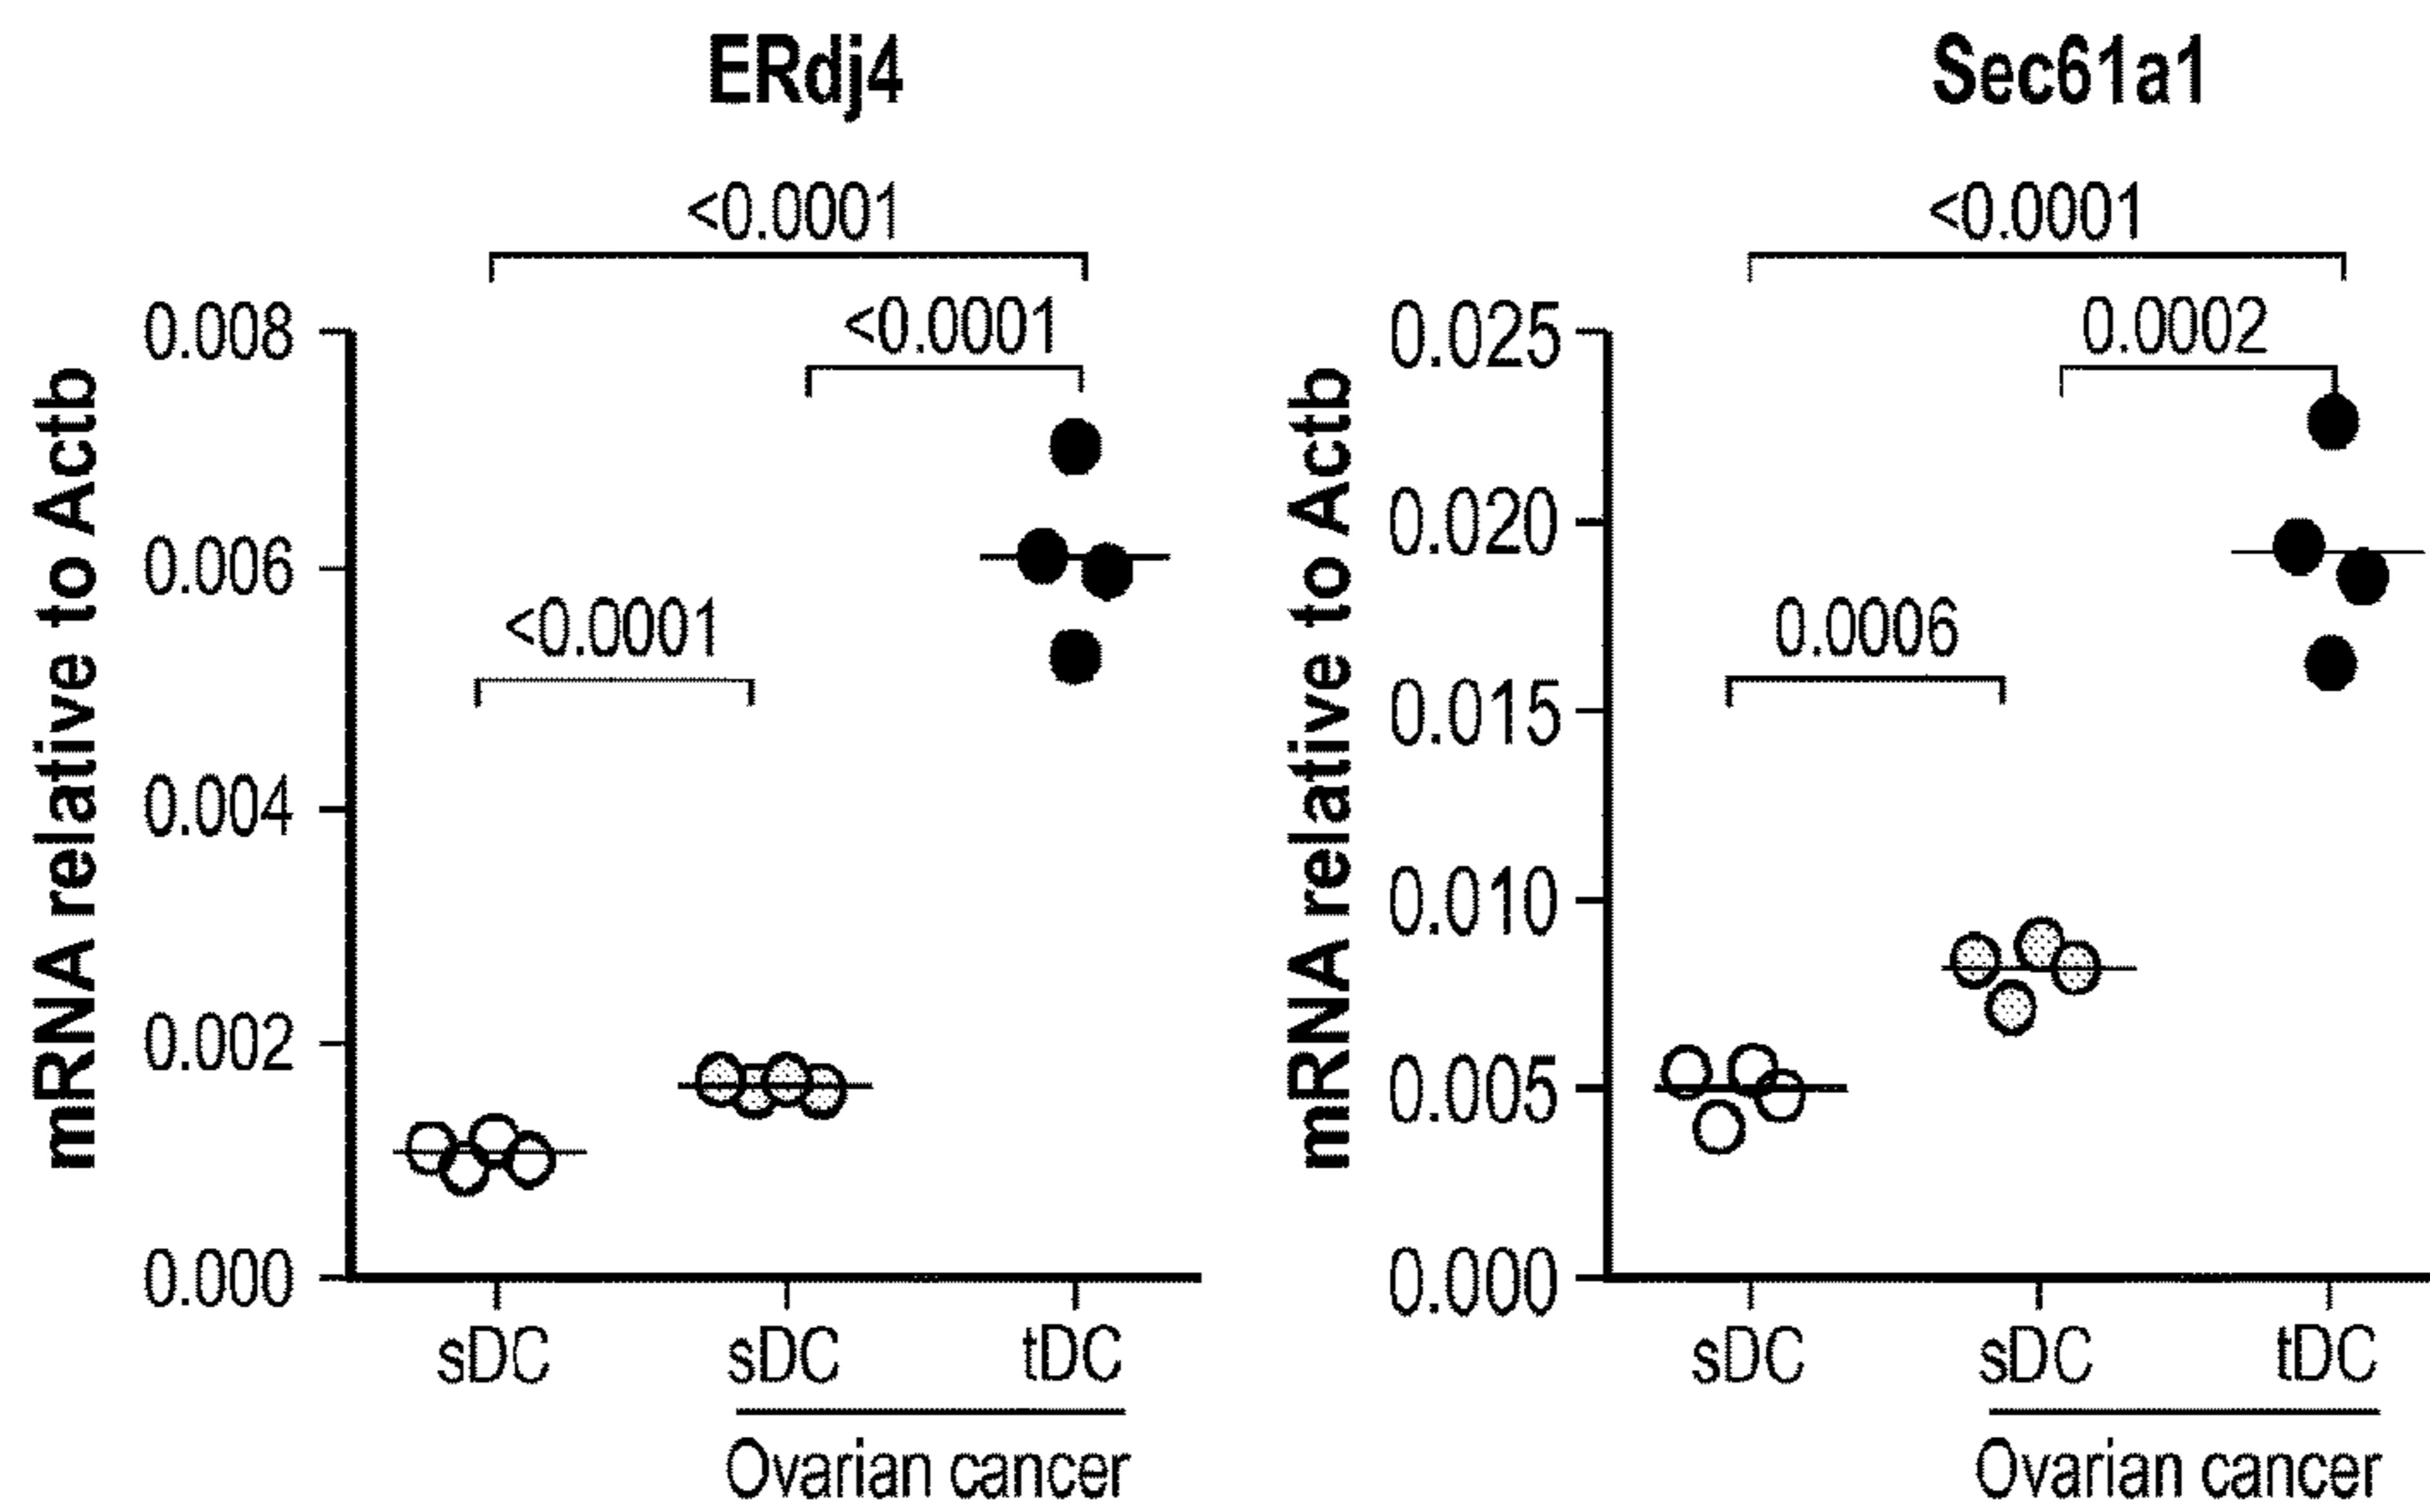 ERdj4
<0.0001
<0.0001
<0.0001
mRNA relative to Actb
0.008
0.006
0.004
0.002
0.000
sDC
sDC
tDC
Ovarian cancer
Sec61a1
<0.0001
0.0002
0.0006
mRNA relative to Actb
0.025
0.020
0.015
0.010
0.005
0.000
sDC
sDC
tDC
Ovarian cancer